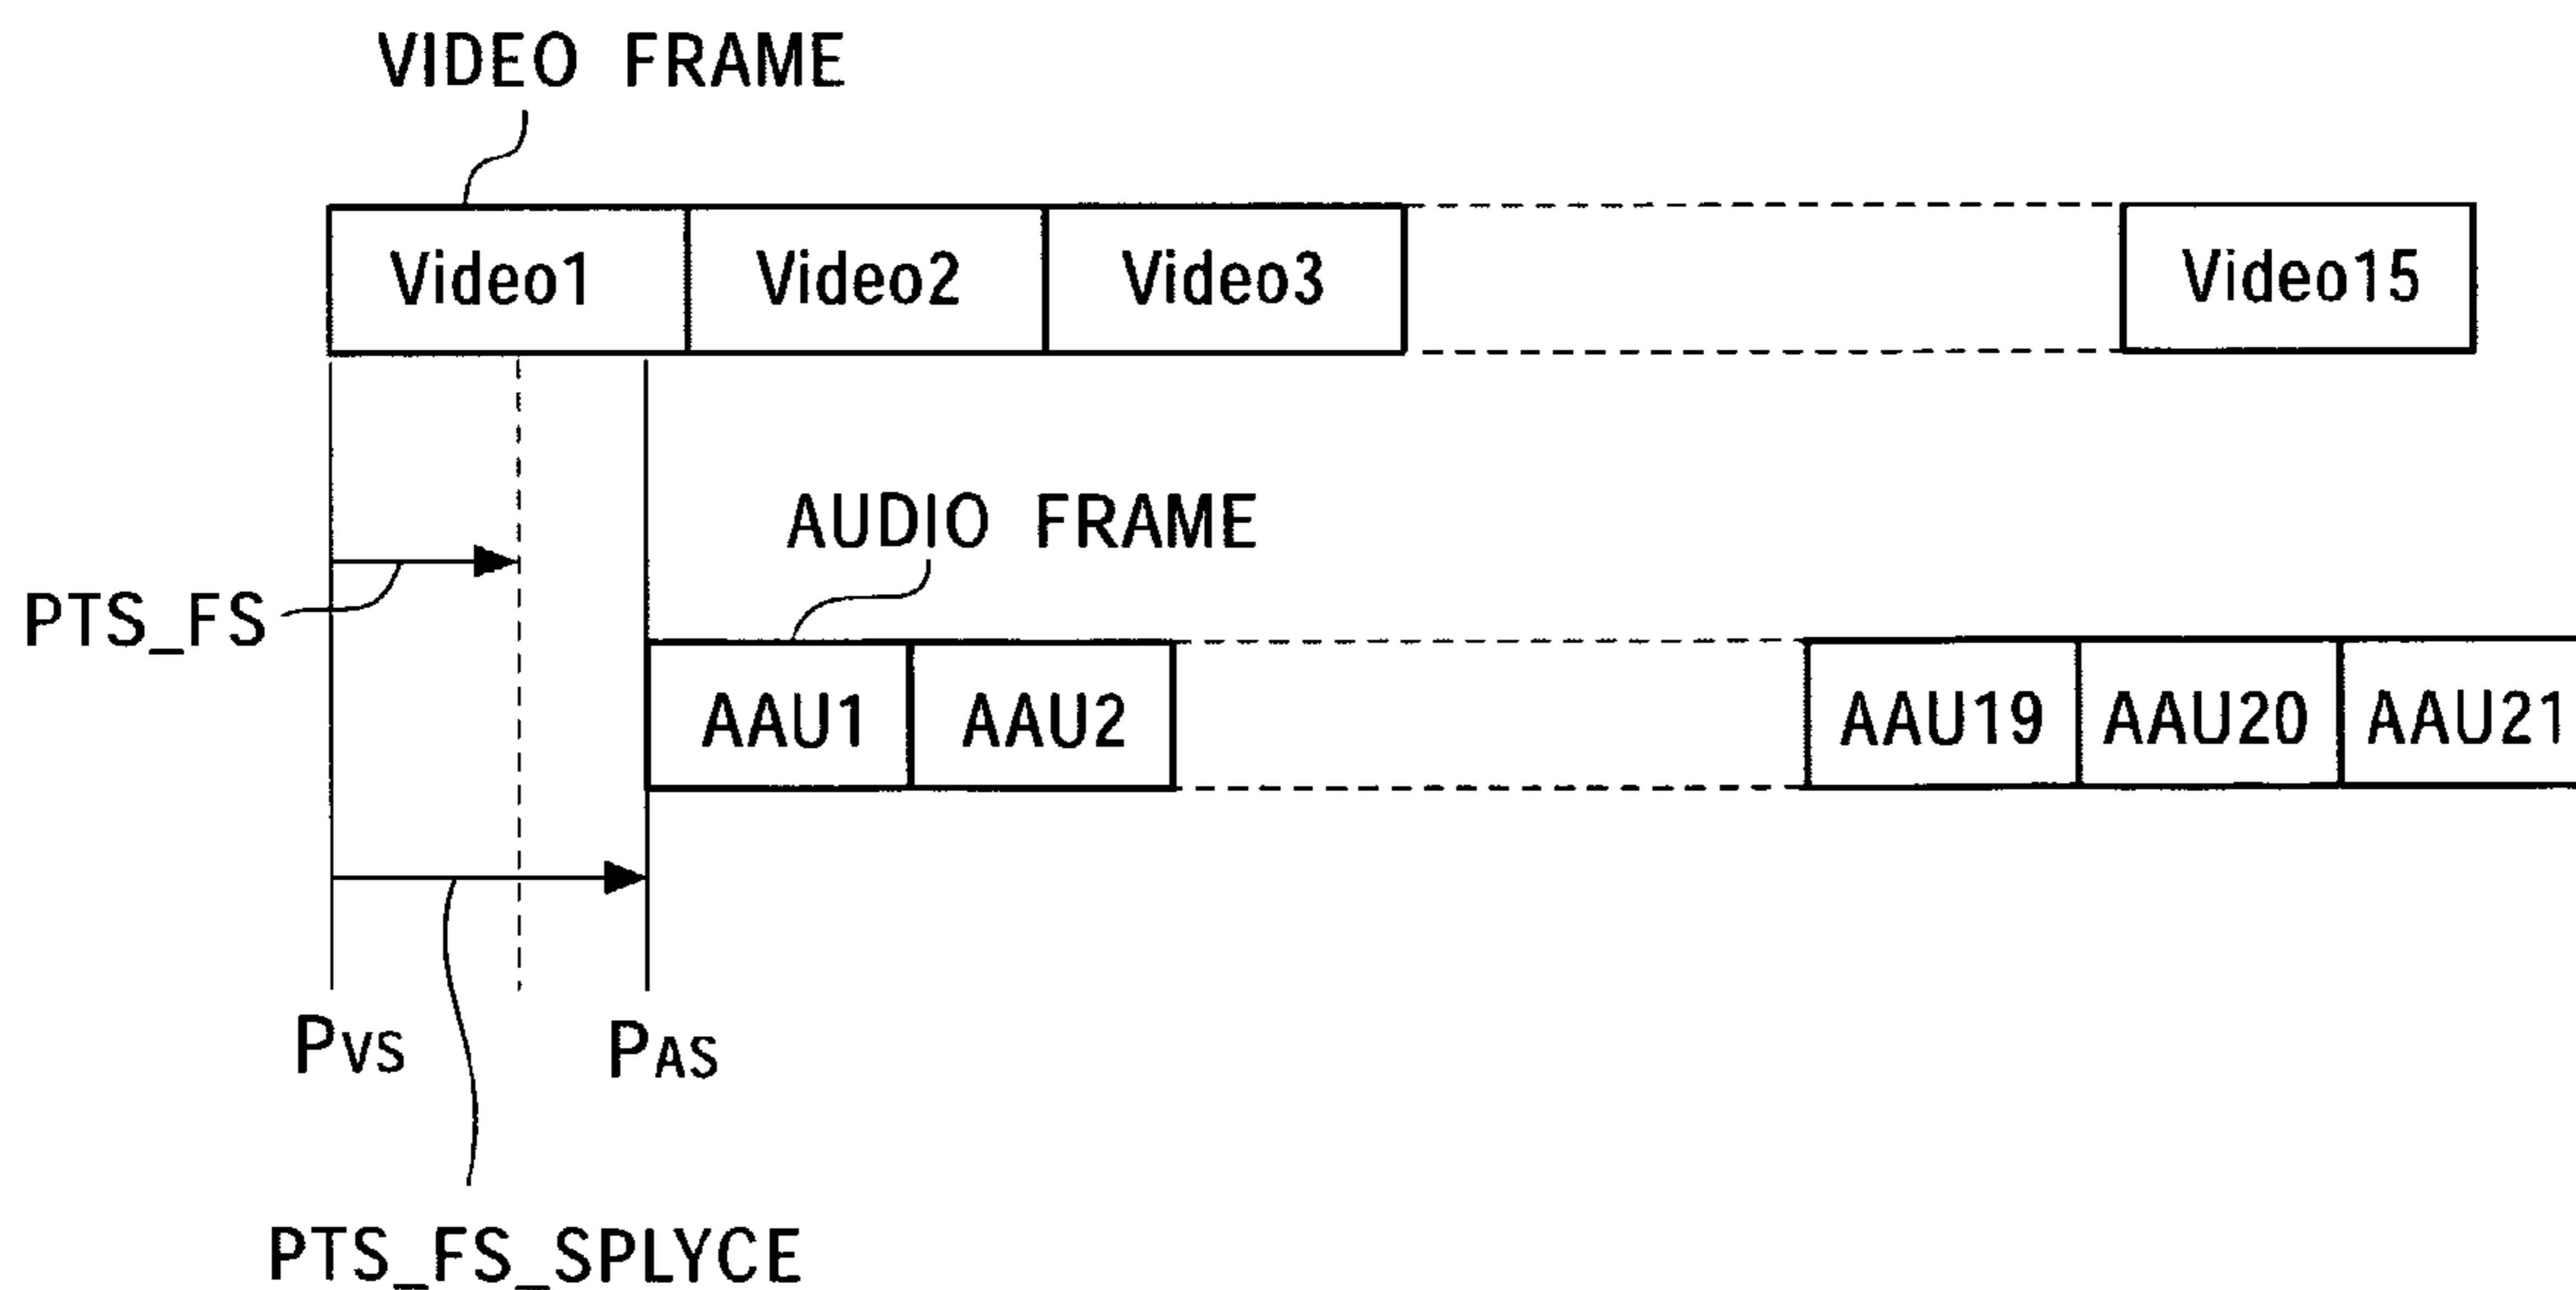 VIDEO FRAME
Video1 Video2 Video3 Video15
AUDIO FRAME
PTS_FS
AAU1 AAU2 AAU19 AAU20 AAU21
PVS PAS
PTS_FS_SPLYCE